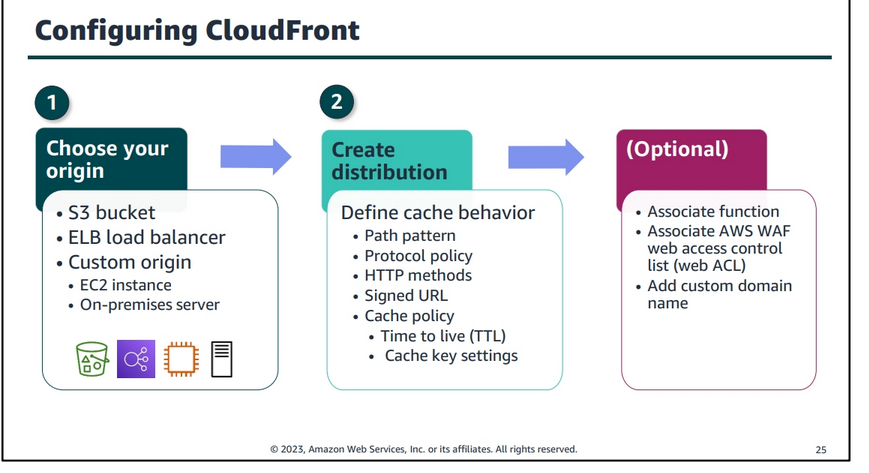 Configuring CloudFront
1
Choose your
origin
• S3 bucket
• ELB load balancer
• Custom origin
• EC2 instance
• On-premises server
2
Create
distribution
Define cache behavior
• Path pattern
• Protocol policy
• HTTP methods
• Signed URL
• Cache policy
• Time to live (TTL)
• Cache key settings
(Optional)
• Associate function
• Associate AWS WAF
web access control
list (web ACL)
• Add custom domain
name
© 2023, Amazon Web Services, Inc. or its affiliates. All rights reserved.
25